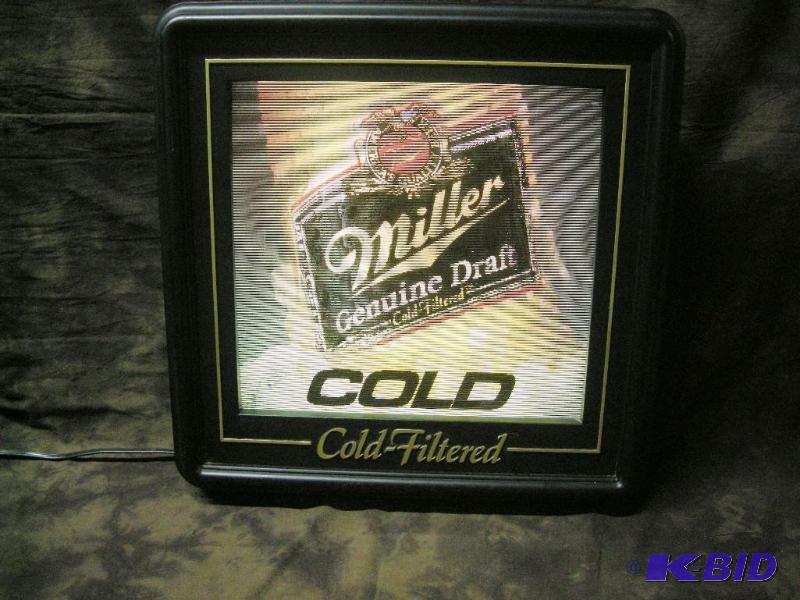 Miller
Genuine Draft
Cold Filtered
COLD
Cold-Filtered
© K-BID